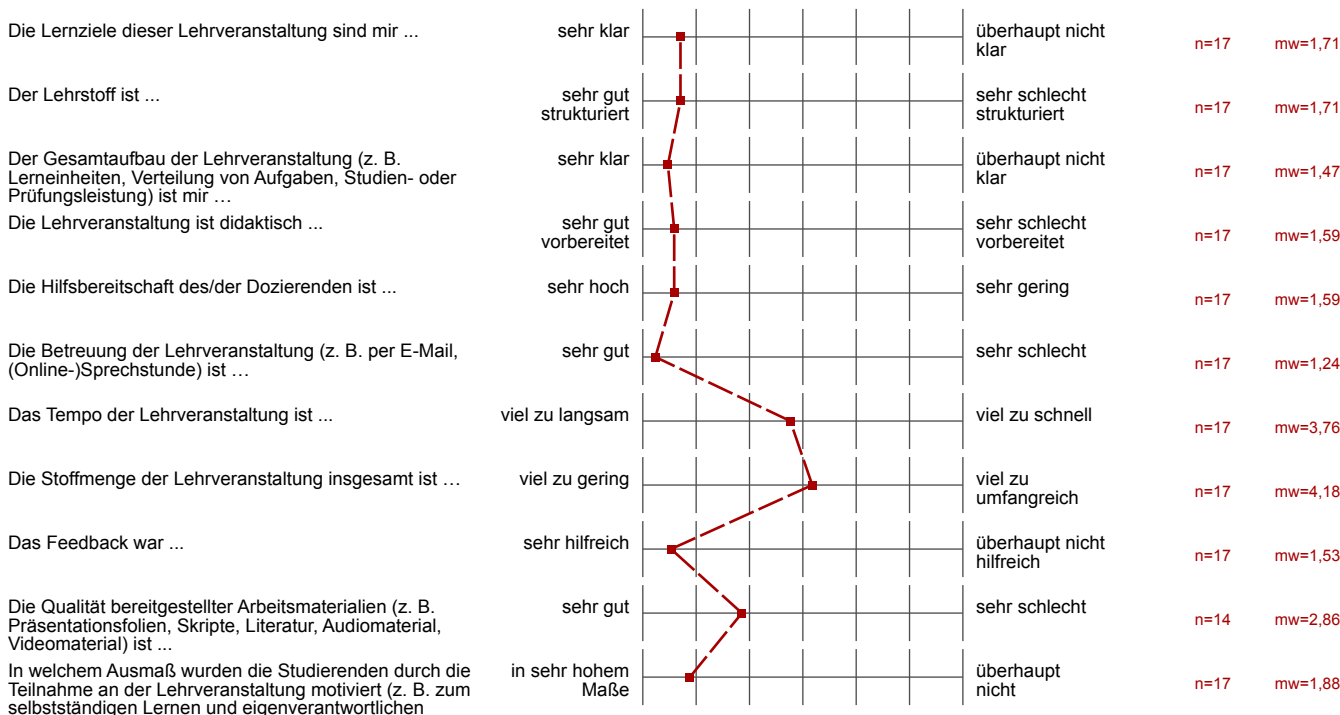 Die Lernziele dieser Lehrveranstaltung sind mir ... sehr klar überhaupt nicht
klar n=17 mw=1,71
Der Lehrstoff ist ... sehr gut
strukturiert sehr schlecht
strukturiert n=17 mw=1,71
Der Gesamtaufbau der Lehrveranstaltung (z. B.
Lerneinheiten, Verteilung von Aufgaben, Studien- oder
Prüfungsleistung) ist mir … sehr klar überhaupt nicht
klar n=17 mw=1,47
Die Lehrveranstaltung ist didaktisch ... sehr gut
vorbereitet sehr schlecht
vorbereitet n=17 mw=1,59
Die Hilfsbereitschaft des/der Dozierenden ist ... sehr hoch sehr gering n=17 mw=1,59
Die Betreuung der Lehrveranstaltung (z. B. per E-Mail,
(Online-)Sprechstunde) ist … sehr gut sehr schlecht n=17 mw=1,24
Das Tempo der Lehrveranstaltung ist ... viel zu langsam viel zu schnell n=17 mw=3,76
Die Stoffmenge der Lehrveranstaltung insgesamt ist … viel zu gering viel zu
umfangreich n=17 mw=4,18
Das Feedback war ... sehr hilfreich überhaupt nicht
hilfreich n=17 mw=1,53
Die Qualität bereitgestellter Arbeitsmaterialien (z. B.
Präsentationsfolien, Skripte, Literatur, Audiomaterial,
Videomaterial) ist ... sehr gut sehr schlecht n=14 mw=2,86
In welchem Ausmaß wurden die Studierenden durch die
Teilnahme an der Lehrveranstaltung motiviert (z. B. zum
selbstständigen Lernen und eigenverantwortlichen in sehr hohem
Maße überhaupt
nicht n=17 mw=1,88